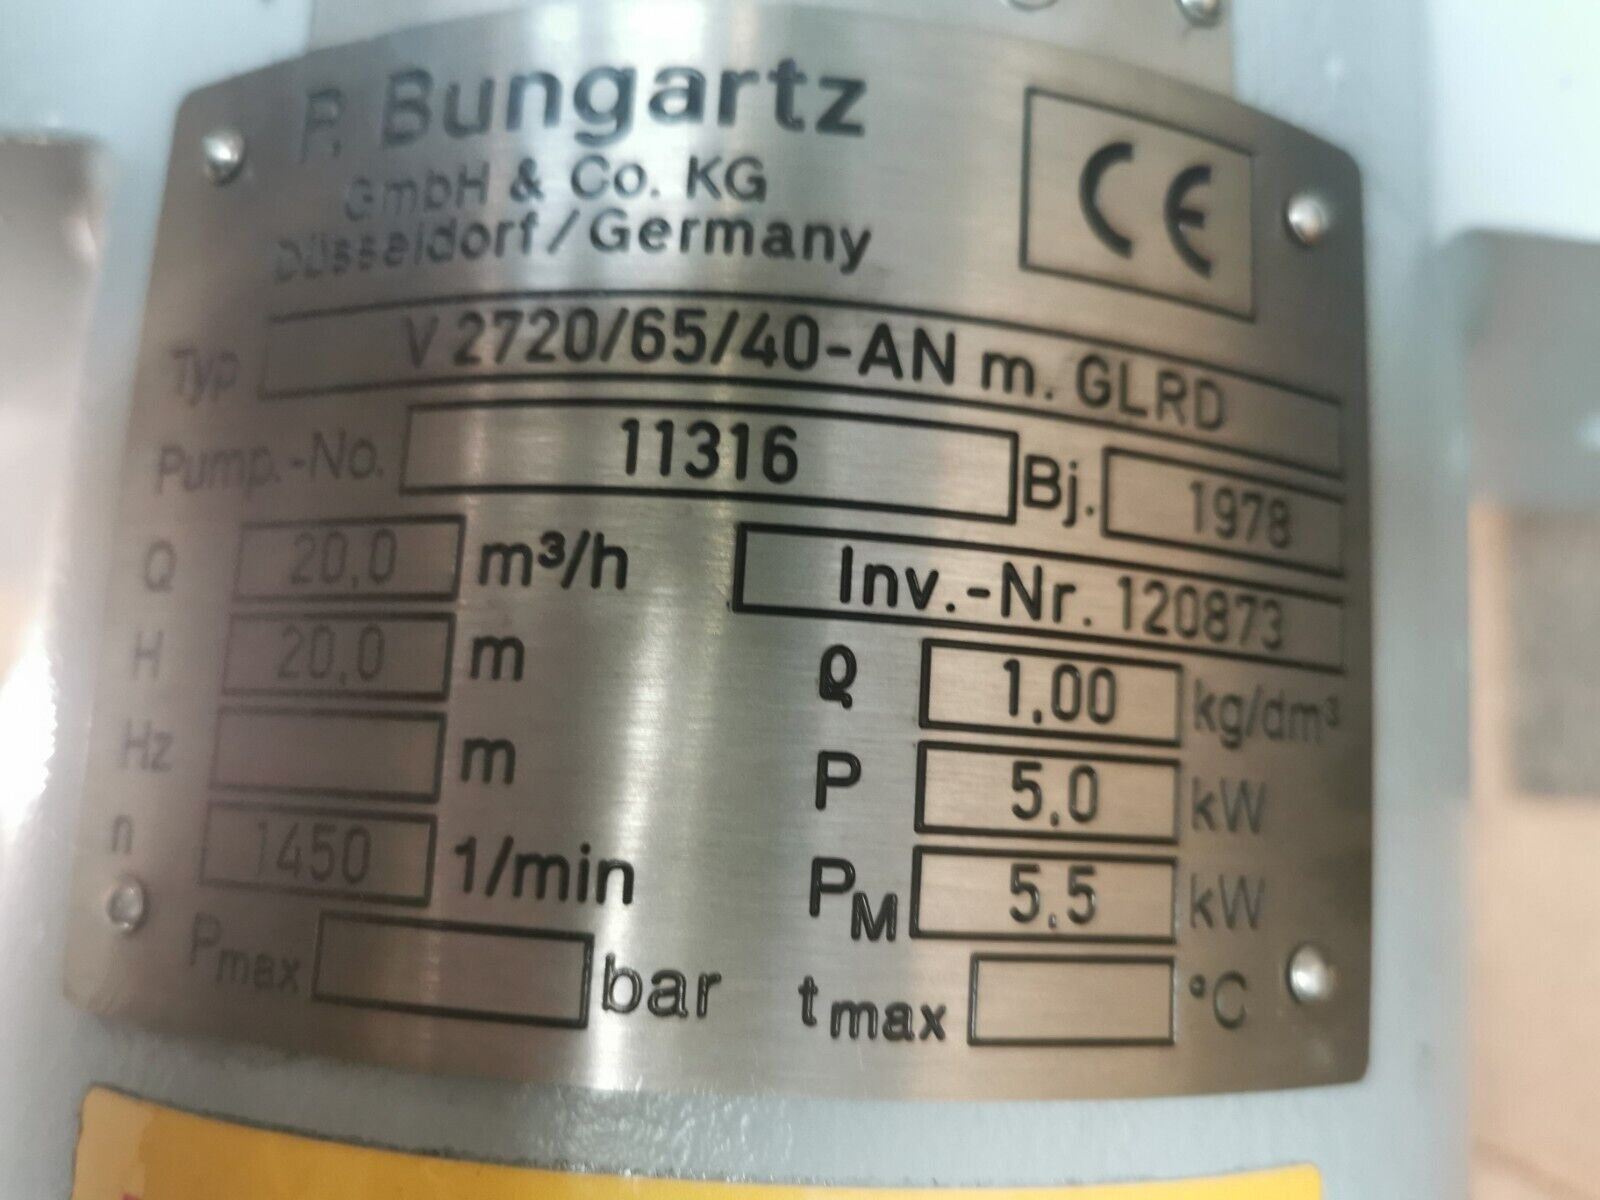 P. Bungartz
GmbH & Co. KG
Düsseldorf/Germany
CE
Typ V 2720/65/40-AN m. GLRD
Pump.-No. 11316 Bj. 1978
Q 20,0 m³/h Inv.-Nr. 120873
H 20,0 m ϱ 1,00 kg/dm³
Hz m P 5,0 kW
n 1450 1/min PM 5,5 kW
Pmax bar tmax °C